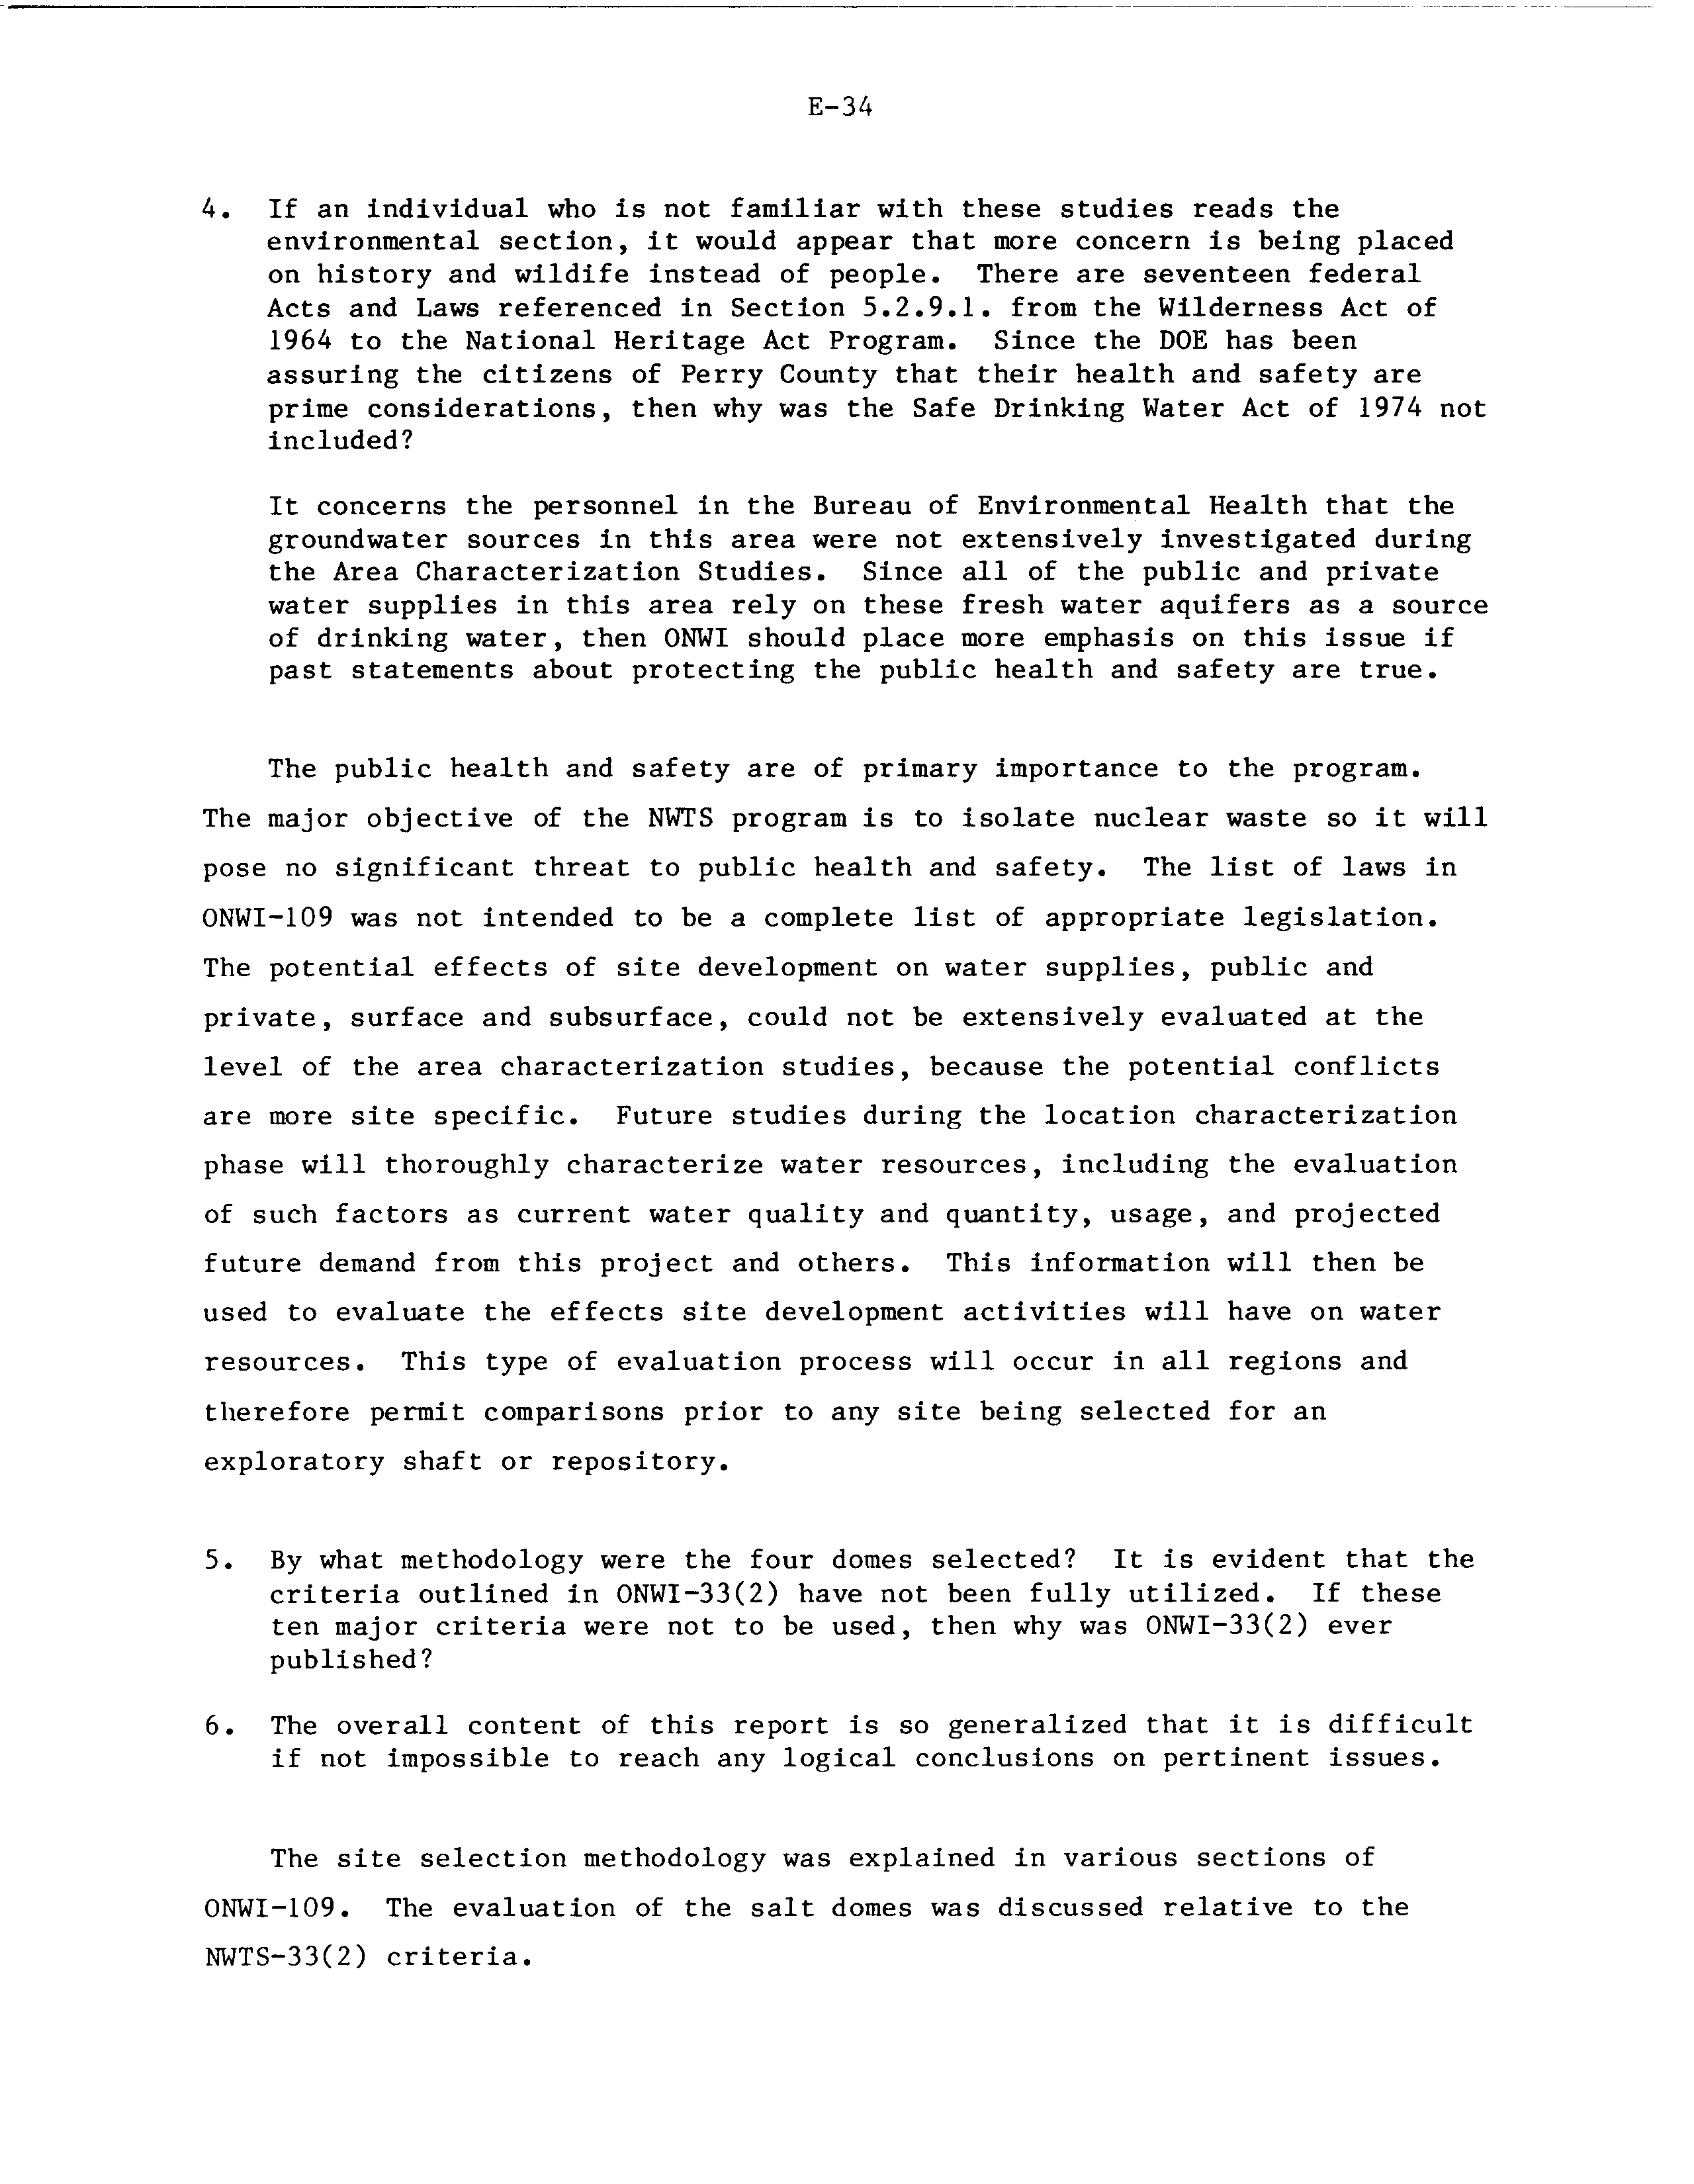 E-34
4. If an individual who is not familiar with these studies reads the
environmental section, it would appear that more concern is being placed
on history and wildife instead of people. There are seventeen federal
Acts and Laws referenced in Section 5.2.9.1. from the Wilderness Act of
1964 to the National Heritage Act Program. Since the DOE has been
assuring the citizens of Perry County that their health and safety are
prime considerations, then why was the Safe Drinking Water Act of 1974 not
included?
It concerns the personnel in the Bureau of Environmental Health that the
groundwater sources in this area were not extensively investigated during
the Area Characterization Studies. Since all of the public and private
water supplies in this area rely on these fresh water aquifers as a source
of drinking water, then ONWI should place more emphasis on this issue if
past statements about protecting the public health and safety are true.
The public health and safety are of primary importance to the program.
The major objective of the NWTS program is to isolate nuclear waste so it will
pose no significant threat to public health and safety. The list of laws in
ONWI-109 was not intended to be a complete list of appropriate legislation.
The potential effects of site development on water supplies, public and
private, surface and subsurface, could not be extensively evaluated at the
level of the area characterization studies, because the potential conflicts
are more site specific. Future studies during the location characterization
phase will thoroughly characterize water resources, including the evaluation
of such factors as current water quality and quantity, usage, and projected
future demand from this project and others. This information will then be
used to evaluate the effects site development activities will have on water
resources. This type of evaluation process will occur in all regions and
therefore permit comparisons prior to any site being selected for an
exploratory shaft or repository.
5. By what methodology were the four domes selected? It is evident that the
criteria outlined in ONWI-33(2) have not been fully utilized. If these
ten major criteria were not to be used, then why was ONWI-33(2) ever
published?
6. The overall content of this report is so generalized that it is difficult
if not impossible to reach any logical conclusions on pertinent issues.
The site selection methodology was explained in various sections of
ONWI-109. The evaluation of the salt domes was discussed relative to the
NWTS-33(2) criteria.